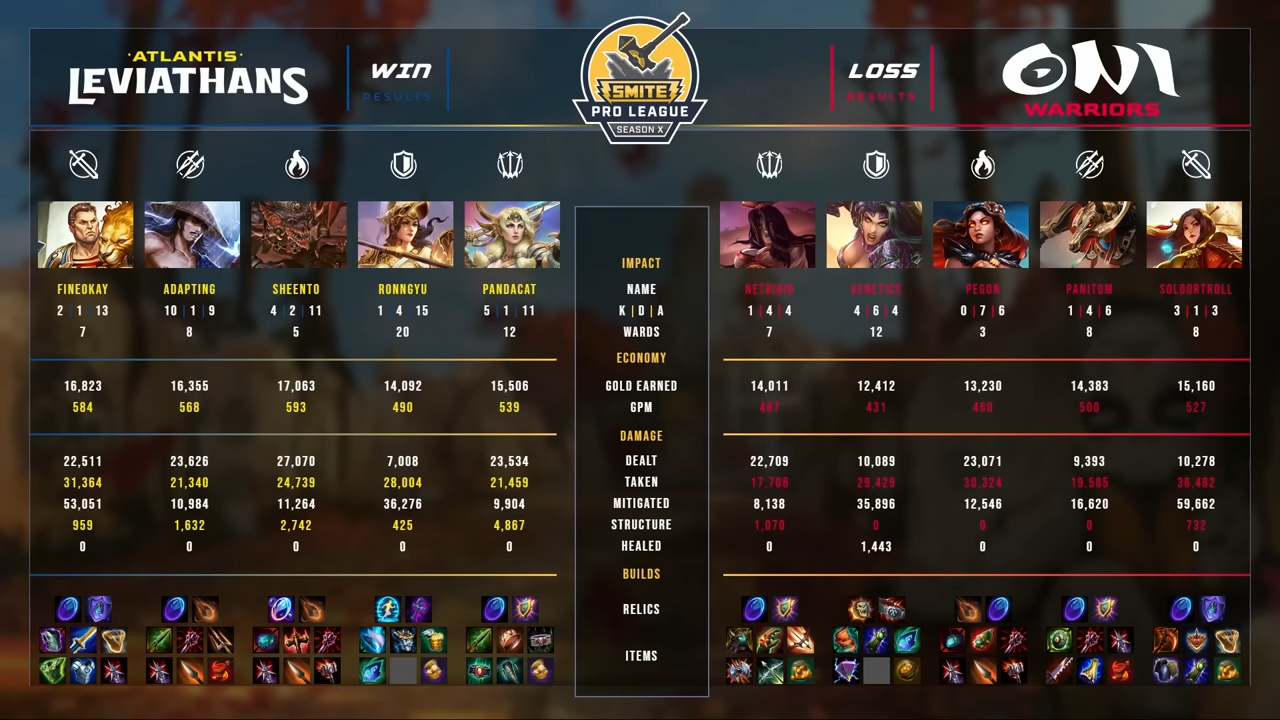 ·ATLANTIS·
LEVIATHANS
WIN
RESULTS
SMITE
PRO LEAGUE
SEASON X
LOSS
RESULTS
ONI
WARRIORS
IMPACT
FINEOKAY ADAPTING SHEENTO RONNGYU PANDACAT NAME NETRIOID GENETICS PEGON PANITOM SOLOORTROLL
2 | 1 | 13 10 | 1 | 9 4 | 2 | 11 1 | 4 | 15 5 | 1 | 11 K | D | A 1 | 4 | 4 4 | 6 | 4 0 | 7 | 6 1 | 4 | 6 3 | 1 | 3
7 8 5 20 12 WARDS 7 12 3 8 8
ECONOMY
16,823 16,355 17,063 14,092 15,506 GOLD EARNED 14,011 12,412 13,230 14,383 15,160
584 568 593 490 539 GPM 487 431 460 500 527
DAMAGE
22,511 23,626 27,070 7,008 23,534 DEALT 22,709 10,089 23,071 9,393 10,278
31,364 21,340 24,739 28,004 21,459 TAKEN 17,706 29,429 30,324 19,585 36,482
53,051 10,984 11,264 36,276 9,904 MITIGATED 8,138 35,896 12,546 16,620 59,662
959 1,632 2,742 425 4,867 STRUCTURE 1,070 0 0 0 732
0 0 0 0 0 HEALED 0 1,443 0 0 0
BUILDS
RELICS
ITEMS